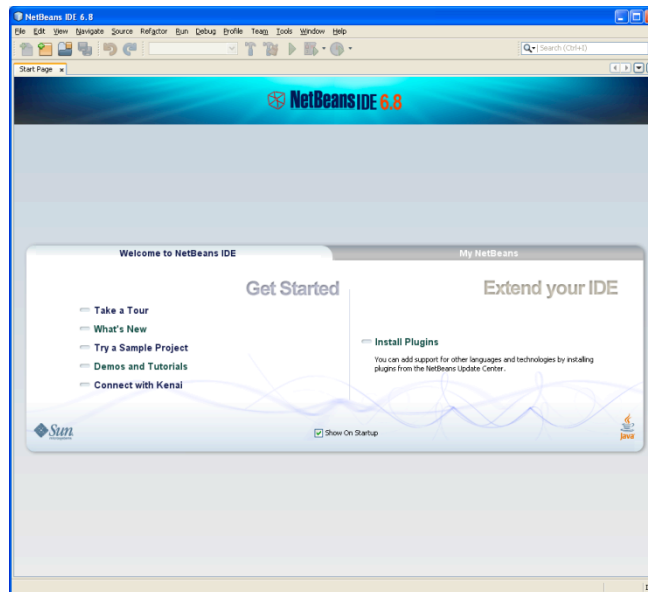 NetBeans IDE 6.8
File Edit View Navigate Source Refactor Run Debug Profile Team Tools Window Help
Search (Ctrl+I)
Start Page
NetBeans IDE 6.8
Welcome to NetBeans IDE
My NetBeans
Get Started
Extend your IDE
Take a Tour
What's New
Try a Sample Project
Demos and Tutorials
Connect with Kenai
Install Plugins
You can add support for other languages and technologies by installing
plugins from the NetBeans Update Center.
Sun
Show On Startup
Java